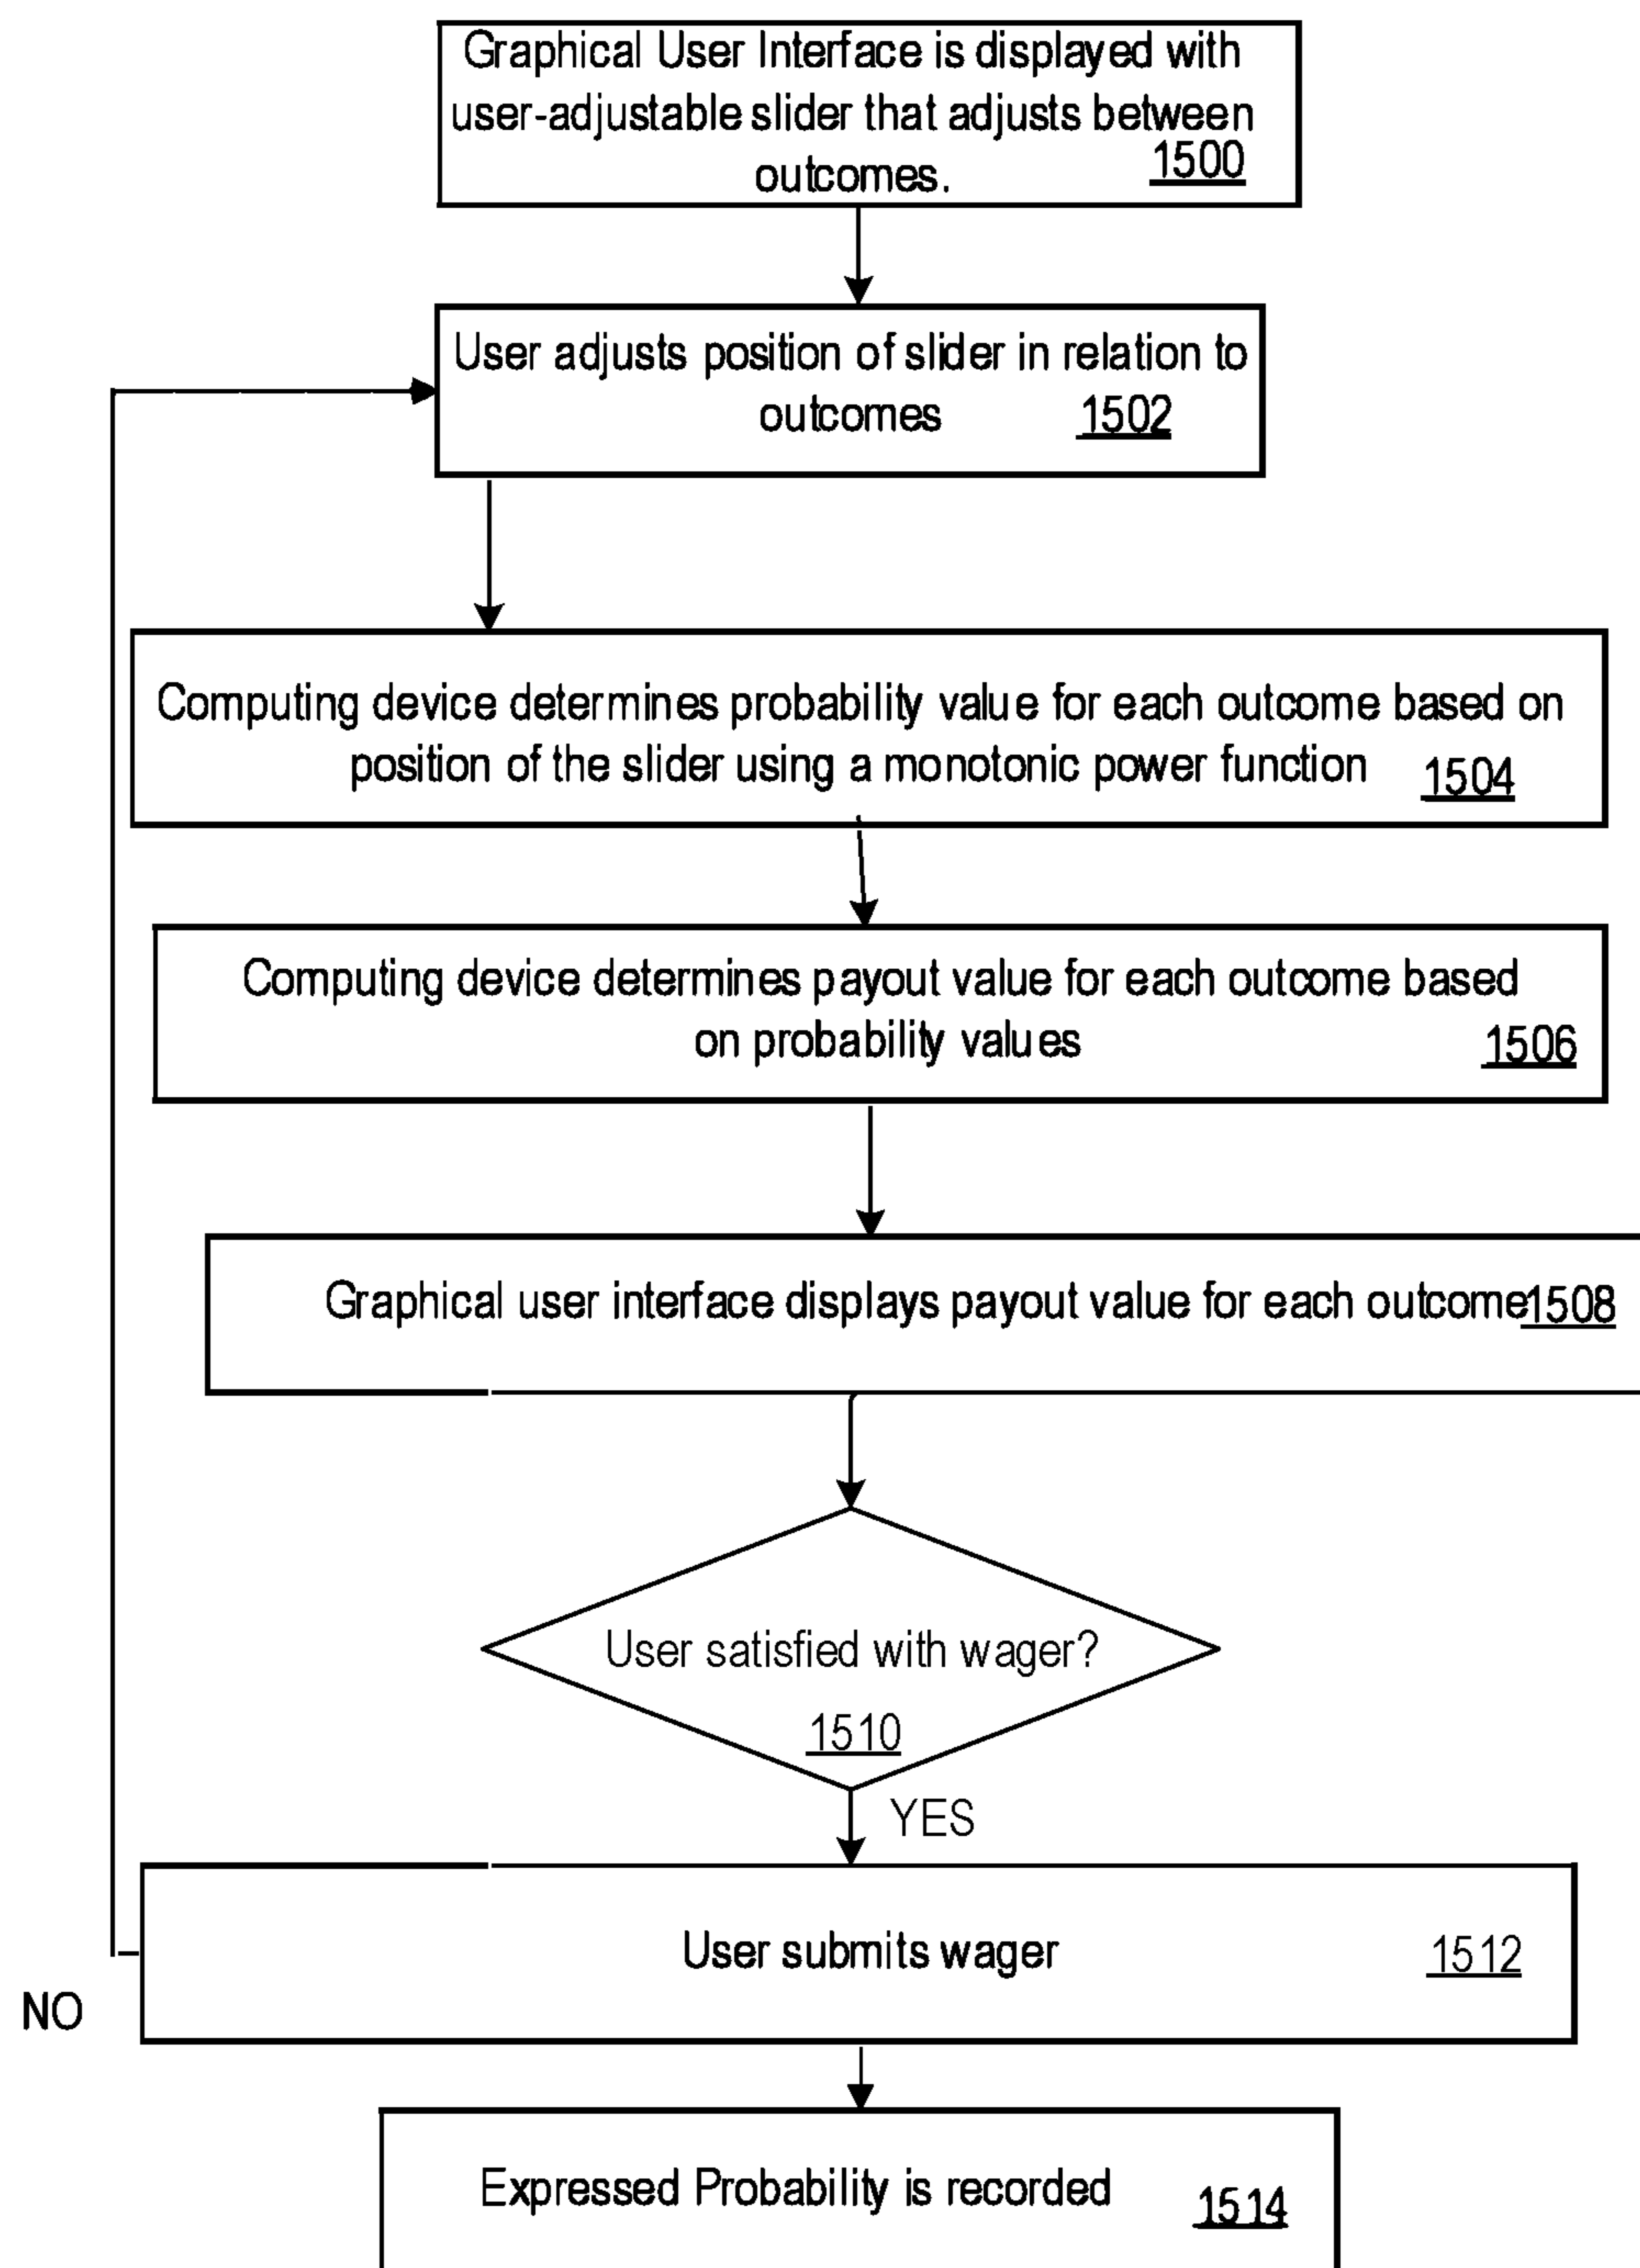 Graphical User Interface is displayed with
user-adjustable slider that adjusts between
outcomes. 1500
User adjusts position of slider in relation to
outcomes 1502
Computing device determines probability value for each outcome based on
position of the slider using a monotonic power function 1504
Computing device determines payout value for each outcome based
on probability values 1506
Graphical user interface displays payout value for each outcome 1508
User satisfied with wager?
1510
YES
User submits wager 1512
NO
Expressed Probability is recorded 1514